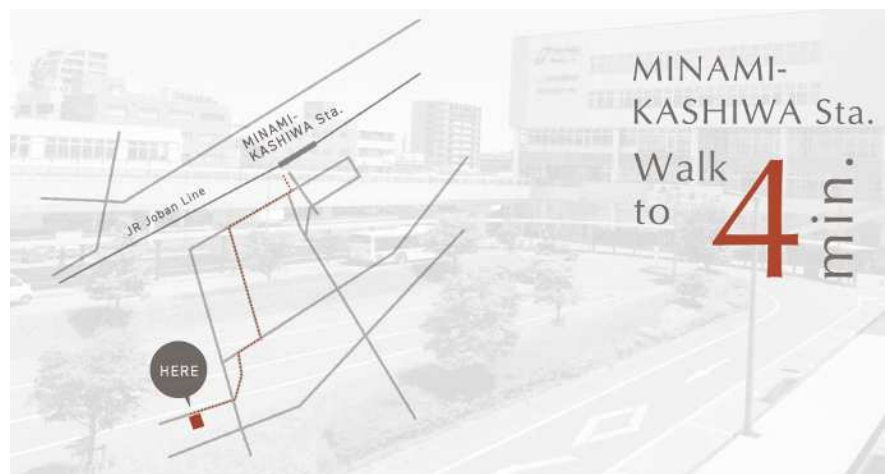 MINAMI-
KASHIWA Sta.
Walk
to
4
min.
MINAMI-
KASHIWA Sta.
JR Joban Line
HERE